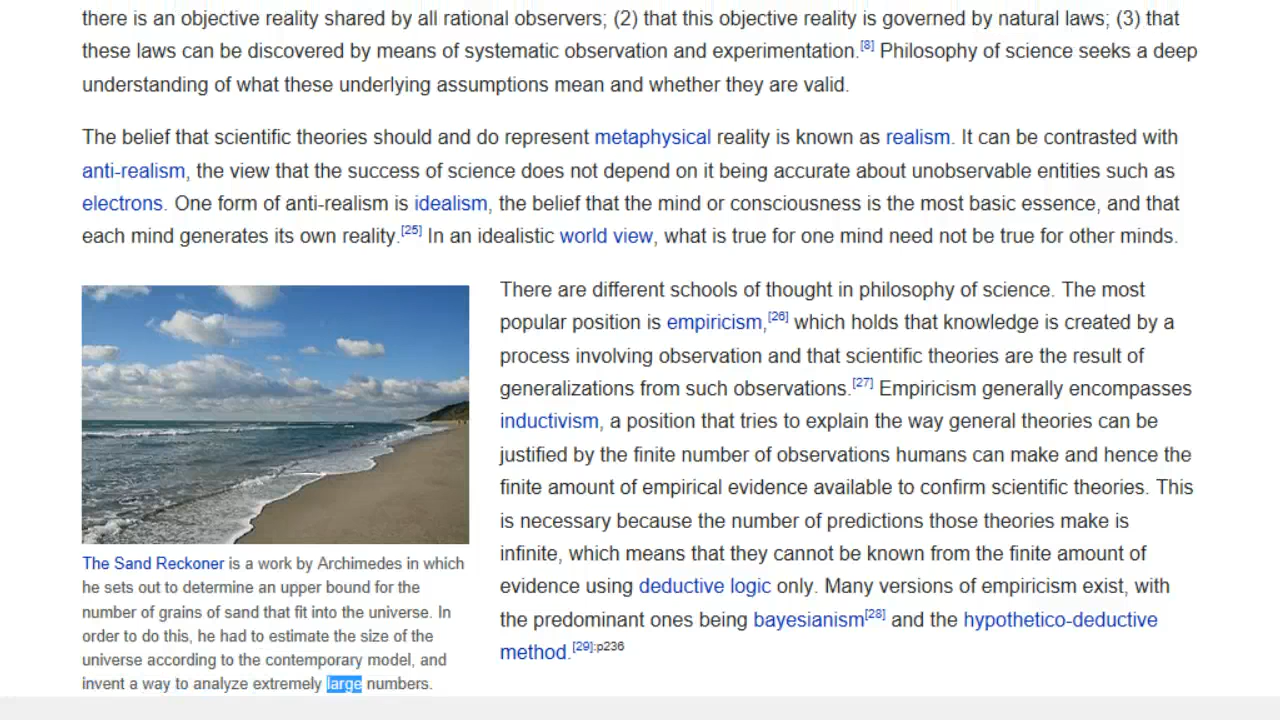 there is an objective reality shared by all rational observers; (2) that this objective reality is governed by natural laws; (3) that
these laws can be discovered by means of systematic observation and experimentation.[8] Philosophy of science seeks a deep
understanding of what these underlying assumptions mean and whether they are valid.
The belief that scientific theories should and do represent metaphysical reality is known as realism. It can be contrasted with
anti-realism, the view that the success of science does not depend on it being accurate about unobservable entities such as
electrons. One form of anti-realism is idealism, the belief that the mind or consciousness is the most basic essence, and that
each mind generates its own reality.[25] In an idealistic world view, what is true for one mind need not be true for other minds.
There are different schools of thought in philosophy of science. The most
popular position is empiricism,[26] which holds that knowledge is created by a
process involving observation and that scientific theories are the result of
generalizations from such observations.[27] Empiricism generally encompasses
inductivism, a position that tries to explain the way general theories can be
justified by the finite number of observations humans can make and hence the
finite amount of empirical evidence available to confirm scientific theories. This
is necessary because the number of predictions those theories make is
infinite, which means that they cannot be known from the finite amount of
evidence using deductive logic only. Many versions of empiricism exist, with
the predominant ones being bayesianism[28] and the hypothetico-deductive
method.[29]:p236
The Sand Reckoner is a work by Archimedes in which
he sets out to determine an upper bound for the
number of grains of sand that fit into the universe. In
order to do this, he had to estimate the size of the
universe according to the contemporary model, and
invent a way to analyze extremely large numbers.